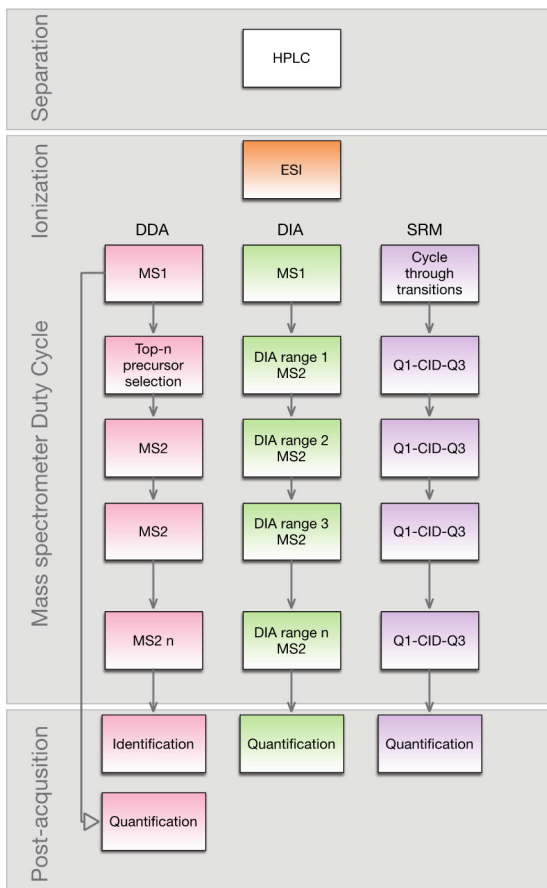 Separation
HPLC
Ionization
ESI
Mass spectrometer Duty Cycle
DDA
MS1
Top-n
precursor
selection
MS2
MS2
MS2 n
DIA
MS1
DIA range 1
MS2
DIA range 2
MS2
DIA range 3
MS2
DIA range n
MS2
SRM
Cycle
through
transitions
Q1-CID-Q3
Q1-CID-Q3
Q1-CID-Q3
Q1-CID-Q3
Post-acqusition
Identification
Quantification
Quantification
Quantification